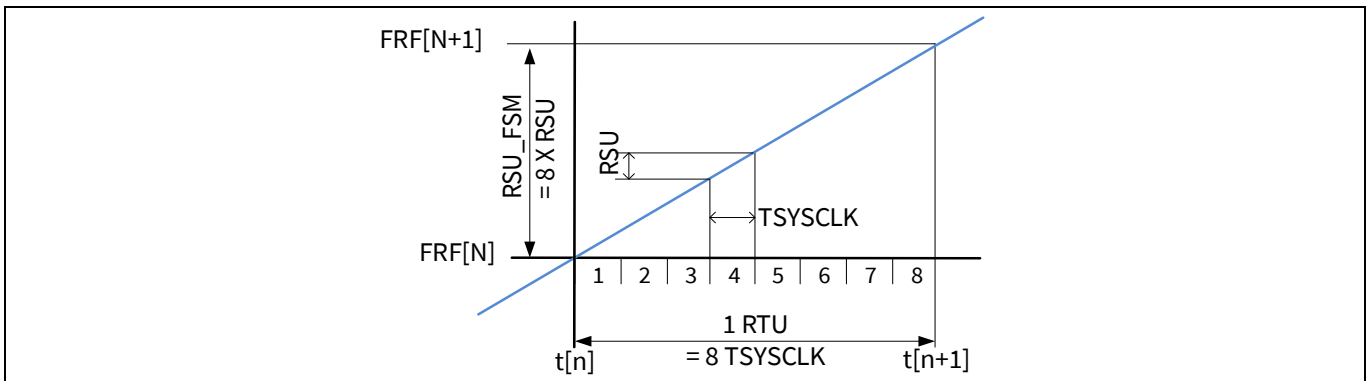 FRF[N+1]
RSU_FSM
= 8 X RSU
RSU
TSYSCLK
FRF[N]
1 2 3 4 5 6 7 8
1 RTU
= 8 TSYSCLK
t[n]
t[n+1]